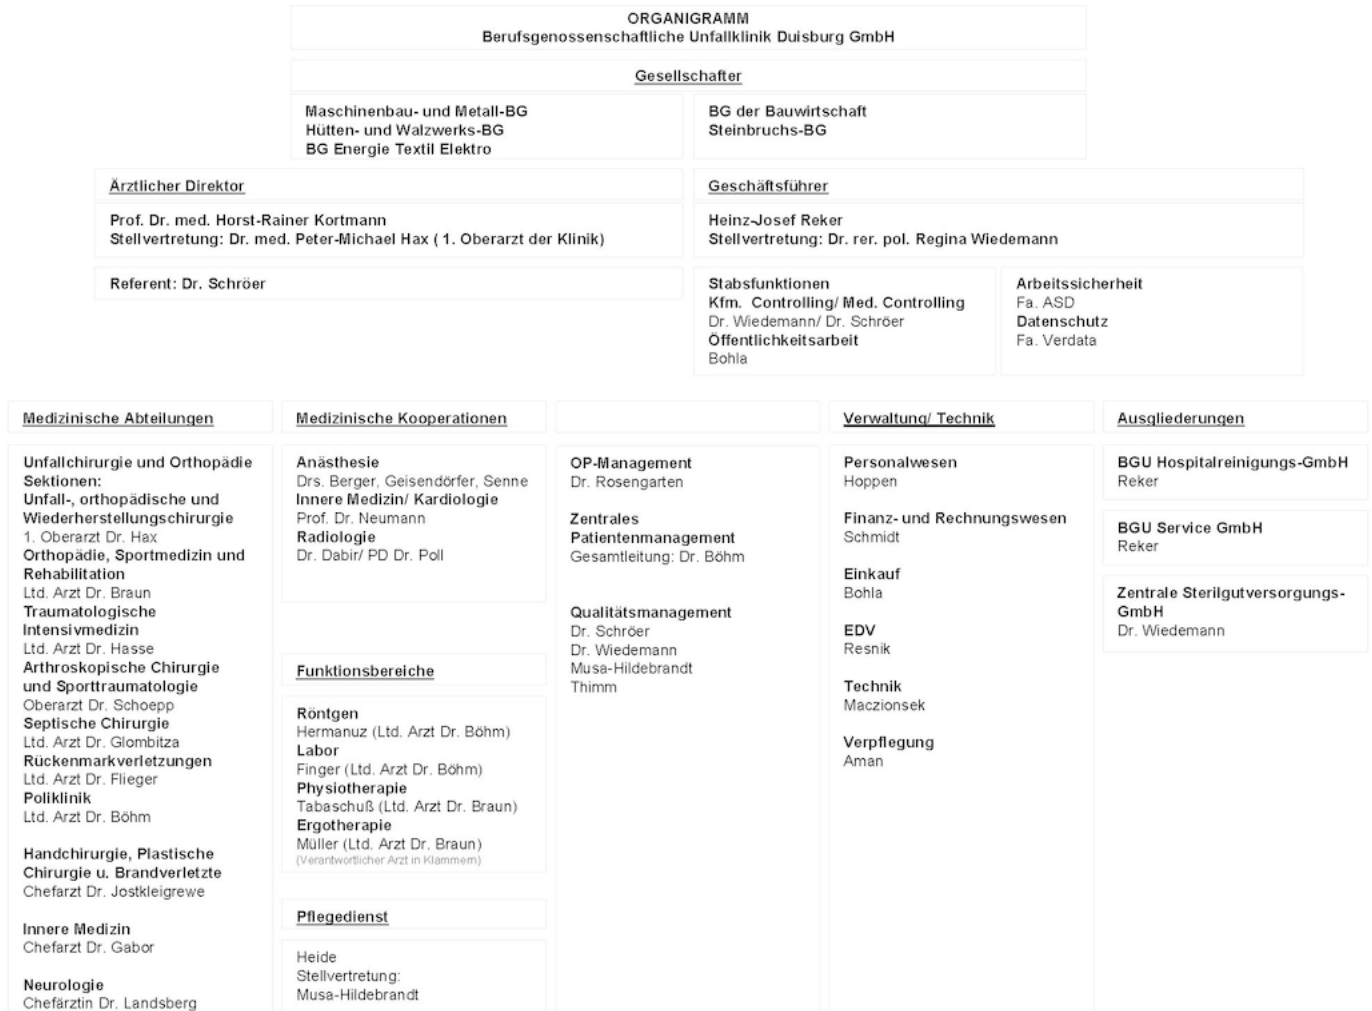 ORGANIGRAMM
Berufsgenossenschaftliche Unfallklinik Duisburg GmbH
Gesellschafter
Maschinenbau- und Metall-BG
Hütten- und Walzwerks-BG
BG Energie Textil Elektro
BG der Bauwirtschaft
Steinbruchs-BG
Ärztlicher Direktor
Prof. Dr. med. Horst-Rainer Kortmann
Stellvertretung: Dr. med. Peter-Michael Hax ( 1. Oberarzt der Klinik)
Referent: Dr. Schröer
Geschäftsführer
Heinz-Josef Reker
Stellvertretung: Dr. rer. pol. Regina Wiedemann
Stabsfunktionen
Kfm. Controlling/ Med. Controlling
Dr. Wiedemann/ Dr. Schröer
Öffentlichkeitsarbeit
Bohla
Arbeitssicherheit
Fa. ASD
Datenschutz
Fa. Verdata
Medizinische Abteilungen
Unfallchirurgie und Orthopädie
Sektionen:
Unfall-, orthopädische und
Wiederherstellungschirurgie
1. Oberarzt Dr. Hax
Orthopädie, Sportmedizin und
Rehabilitation
Ltd. Arzt Dr. Braun
Traumatologische
Intensivmedizin
Ltd. Arzt Dr. Hasse
Arthroskopische Chirurgie
und Sporttraumatologie
Oberarzt Dr. Schoepp
Septische Chirurgie
Ltd. Arzt Dr. Glombitza
Rückenmarkverletzungen
Ltd. Arzt Dr. Flieger
Poliklinik
Ltd. Arzt Dr. Böhm
Handchirurgie, Plastische
Chirurgie u. Brandverletzte
Chefarzt Dr. Jostkleigrewe
Innere Medizin
Chefarzt Dr. Gabor
Neurologie
Chefärztin Dr. Landsberg
Medizinische Kooperationen
Anästhesie
Drs. Berger, Geisendörfer, Senne
Innere Medizin/ Kardiologie
Prof. Dr. Neumann
Radiologie
Dr. Dabir/ PD Dr. Poll
Funktionsbereiche
Röntgen
Hermanuz (Ltd. Arzt Dr. Böhm)
Labor
Finger (Ltd. Arzt Dr. Böhm)
Physiotherapie
Tabaschuß (Ltd. Arzt Dr. Braun)
Ergotherapie
Müller (Ltd. Arzt Dr. Braun)
(Verantwortlicher Arzt in Klammern)
Pflegedienst
Heide
Stellvertretung:
Musa-Hildebrandt
OP-Management
Dr. Rosengarten
Zentrales
Patientenmanagement
Gesamtleitung: Dr. Böhm
Qualitätsmanagement
Dr. Schröer
Dr. Wiedemann
Musa-Hildebrandt
Thimm
Verwaltung/ Technik
Personalwesen
Hoppen
Finanz- und Rechnungswesen
Schmidt
Einkauf
Bohla
EDV
Resnik
Technik
Maczionsek
Verpflegung
Aman
Ausgliederungen
BGU Hospitalreinigungs-GmbH
Reker
BGU Service GmbH
Reker
Zentrale Sterilgutversorgungs-
GmbH
Dr. Wiedemann